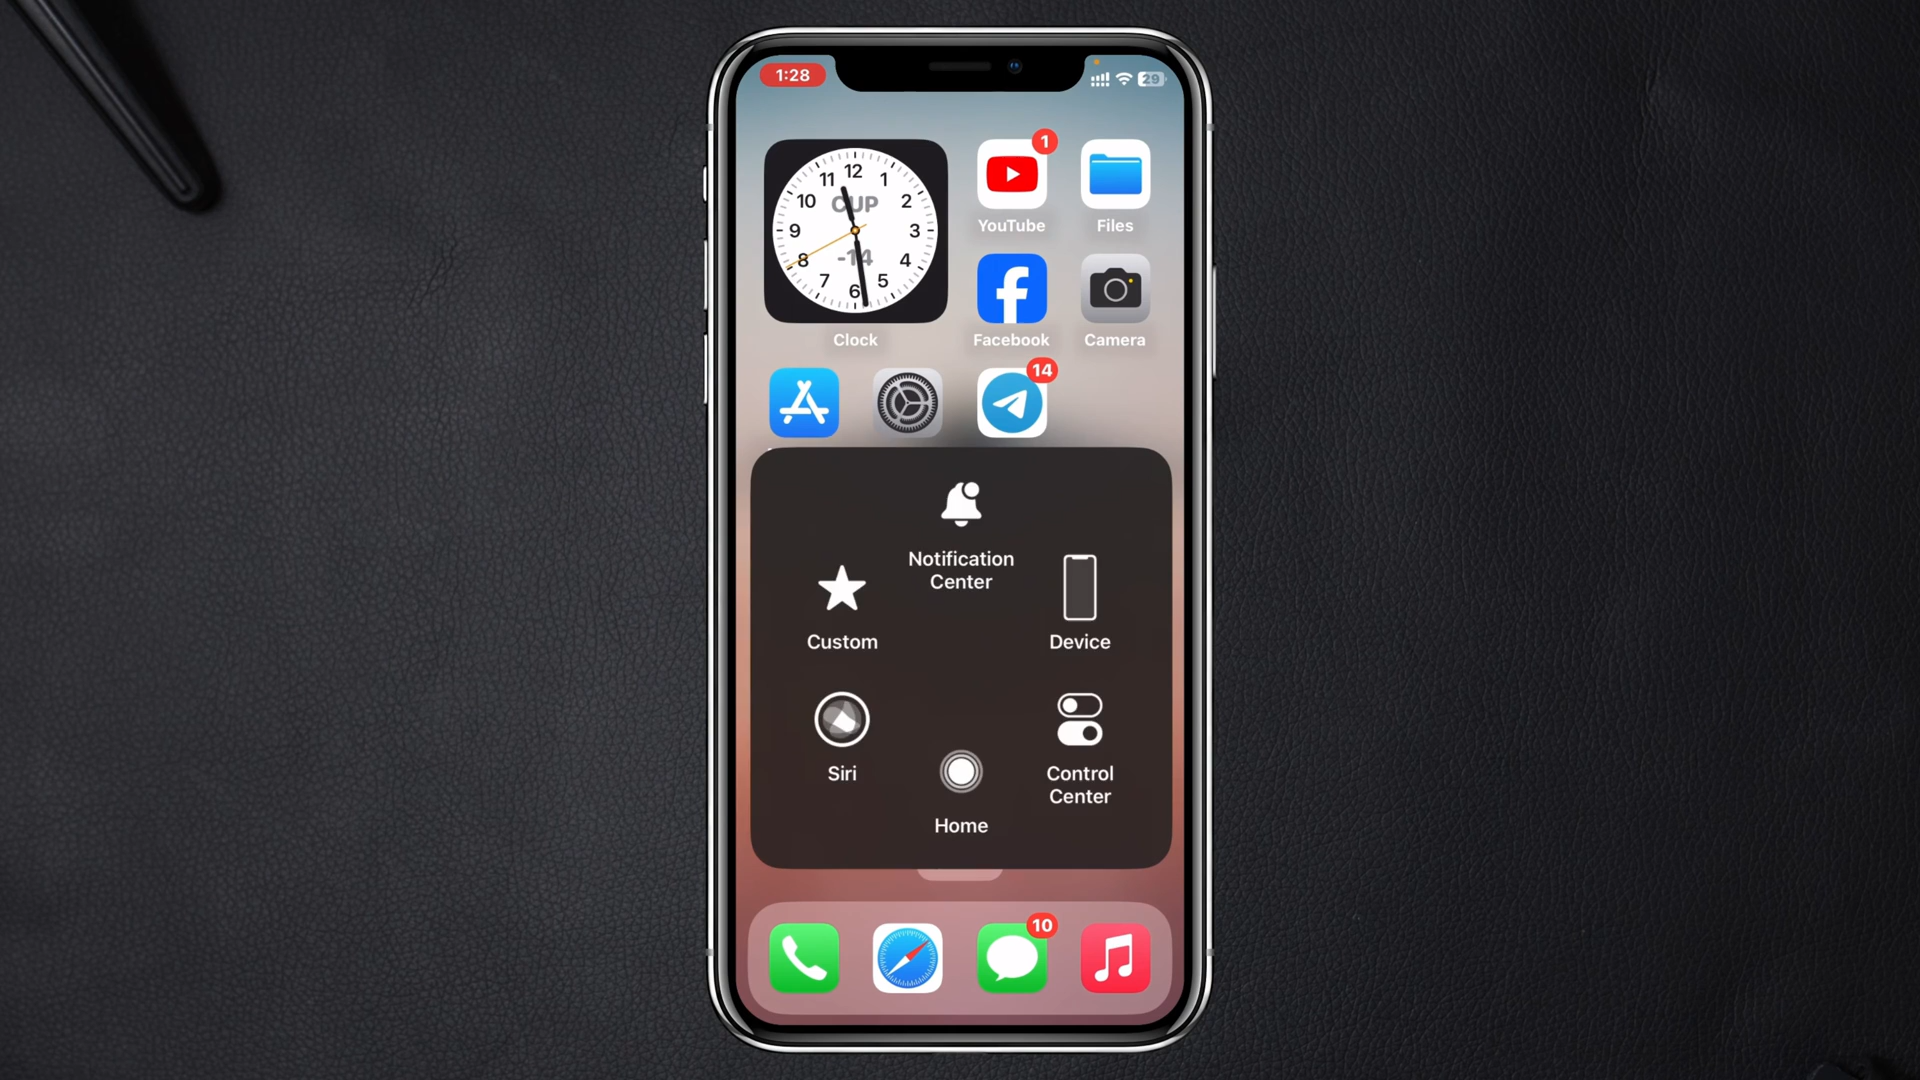 1:28
29
12
11
1
10
CUP
2
9
3
8
-14
4
7
5
6
Clock
1
YouTube
Files
Facebook
Camera
14
Notification
Center
Custom
Device
Siri
Control
Center
Home
10